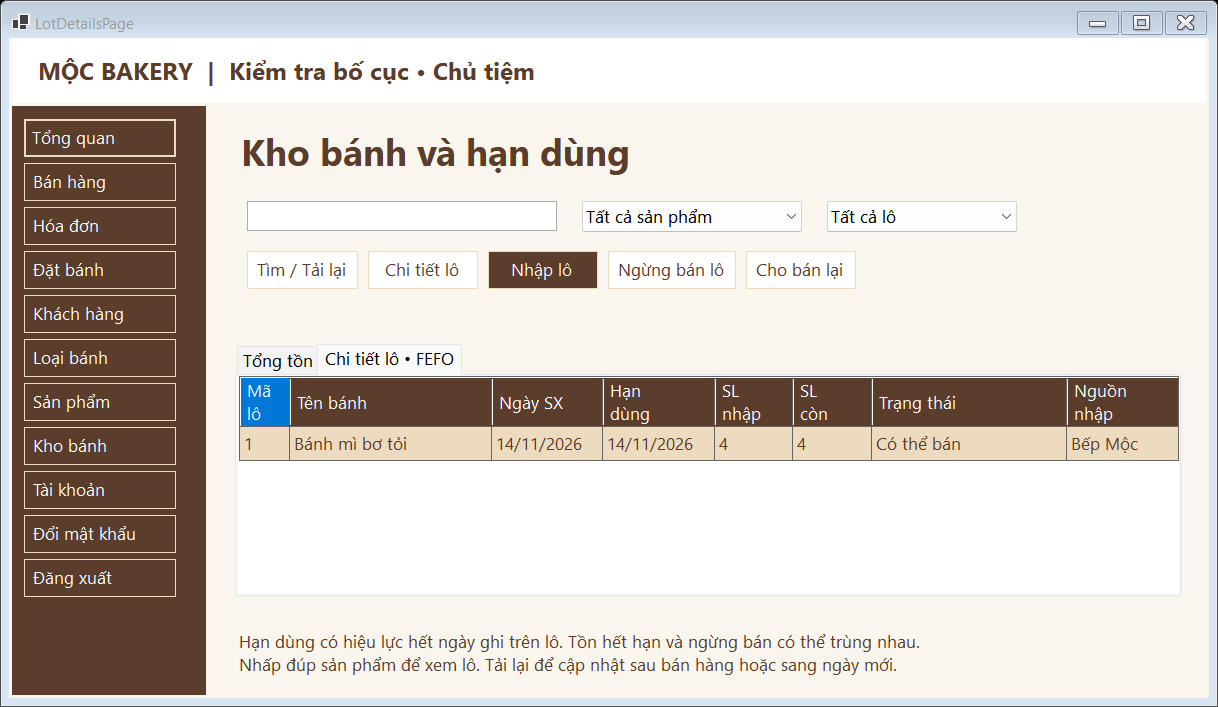 LotDetailsPage
MỘC BAKERY | Kiểm tra bố cục • Chủ tiệm
Tổng quan
Bán hàng
Hóa đơn
Đặt bánh
Khách hàng
Loại bánh
Sản phẩm
Kho bánh
Tài khoản
Đổi mật khẩu
Đăng xuất
Kho bánh và hạn dùng
Tất cả sản phẩm Tất cả lô
Tìm / Tải lại Chi tiết lô Nhập lô Ngừng bán lô Cho bán lại
Tổng tồn Chi tiết lô • FEFO
Mã lô Tên bánh Ngày SX Hạn dùng SL nhập SL còn Trạng thái Nguồn nhập
1 Bánh mì bơ tỏi 14/11/2026 14/11/2026 4 4 Có thể bán Bếp Mộc
Hạn dùng có hiệu lực hết ngày ghi trên lô. Tồn hết hạn và ngừng bán có thể trùng nhau.
Nhấp đúp sản phẩm để xem lô. Tải lại để cập nhật sau bán hàng hoặc sang ngày mới.